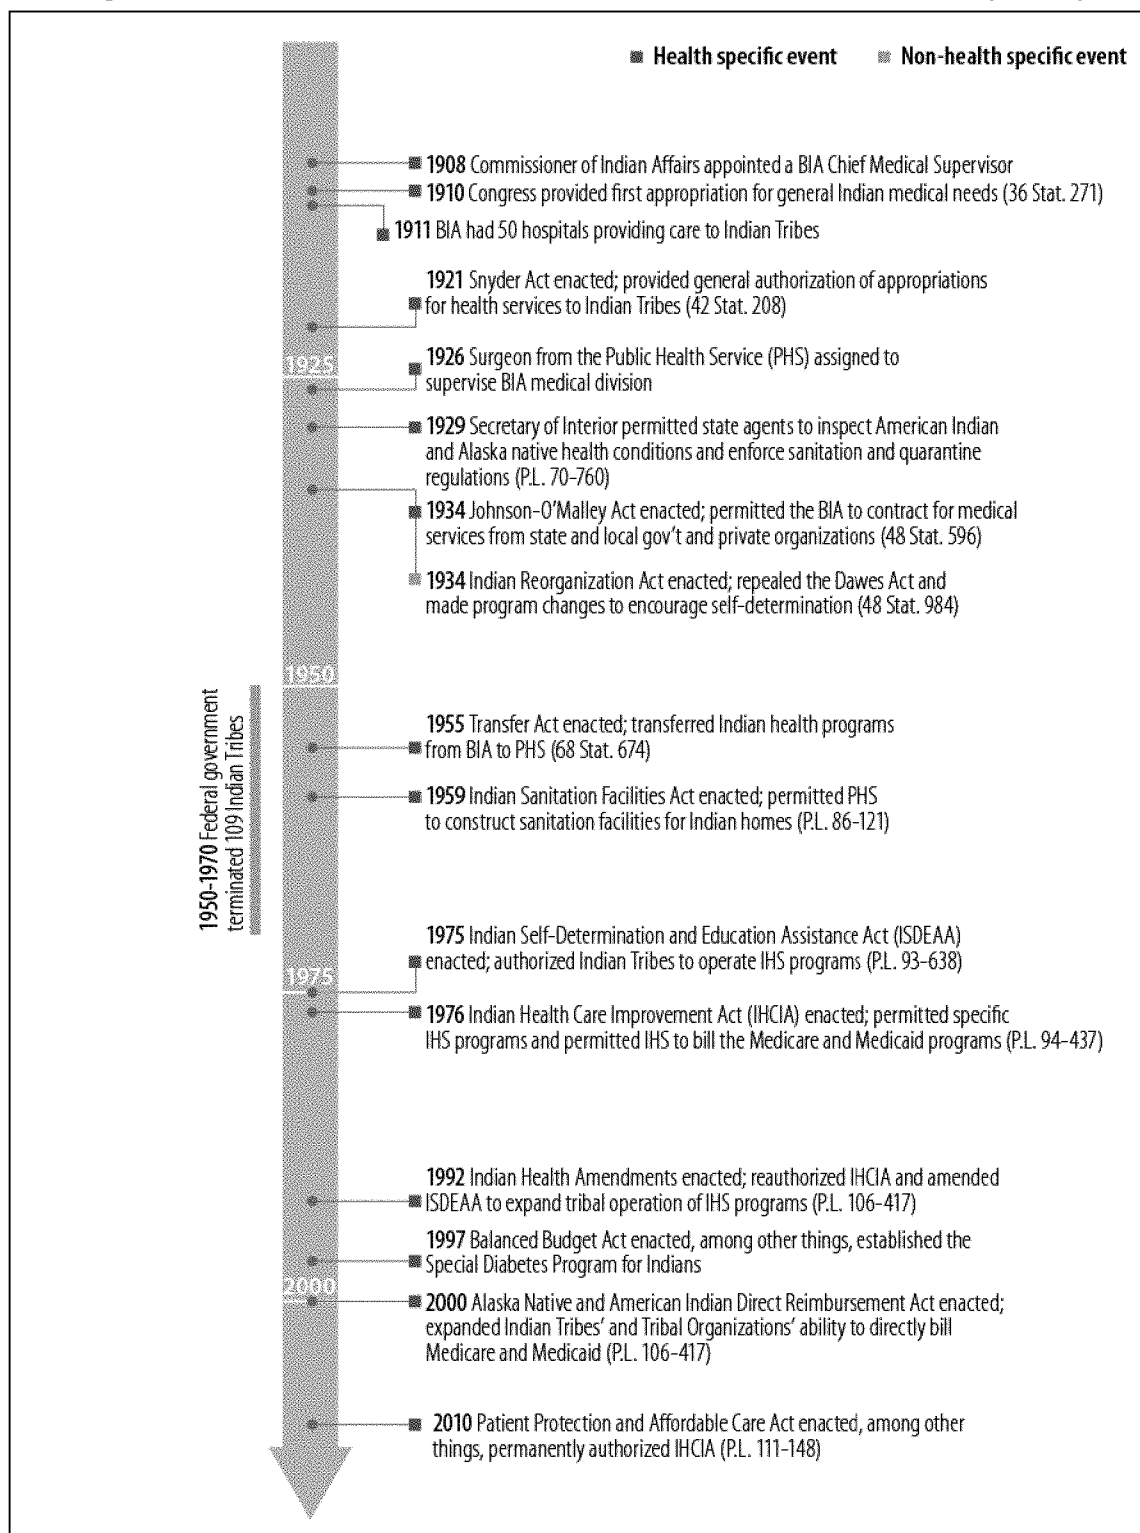 Health specific event
Non-health specific event
1908 Commissioner of Indian Affairs appointed a BIA Chief Medical Supervisor
1910 Congress provided first appropriation for general Indian medical needs (36 Stat. 271)
1911 BIA had 50 hospitals providing care to Indian Tribes
1921 Snyder Act enacted; provided general authorization of appropriations
for health services to Indian Tribes (42 Stat. 208)
1925
1926 Surgeon from the Public Health Service (PHS) assigned to
supervise BIA medical division
1929 Secretary of Interior permitted state agents to inspect American Indian
and Alaska native health conditions and enforce sanitation and quarantine
regulations (P.L. 70-760)
1934 Johnson-O'Malley Act enacted; permitted the BIA to contract for medical
services from state and local gov't and private organizations (48 Stat. 596)
1934 Indian Reorganization Act enacted; repealed the Dawes Act and
made program changes to encourage self-determination (48 Stat. 984)
1950
1950-1970 Federal government
terminated 109 Indian Tribes
1955 Transfer Act enacted; transferred Indian health programs
from BIA to PHS (68 Stat. 674)
1959 Indian Sanitation Facilities Act enacted; permitted PHS
to construct sanitation facilities for Indian homes (P.L. 86-121)
1975 Indian Self-Determination and Education Assistance Act (ISDEAA)
enacted; authorized Indian Tribes to operate IHS programs (P.L. 93-638)
1975
1976 Indian Health Care Improvement Act (IHCIA) enacted; permitted specific
IHS programs and permitted IHS to bill the Medicare and Medicaid programs (P.L. 94-437)
1992 Indian Health Amendments enacted; reauthorized IHCIA and amended
ISDEAA to expand tribal operation of IHS programs (P.L. 106-417)
1997 Balanced Budget Act enacted, among other things, established the
Special Diabetes Program for Indians
2000
2000 Alaska Native and American Indian Direct Reimbursement Act enacted;
expanded Indian Tribes' and Tribal Organizations' ability to directly bill
Medicare and Medicaid (P.L. 106-417)
2010 Patient Protection and Affordable Care Act enacted, among other
things, permanently authorized IHCIA (P.L. 111-148)